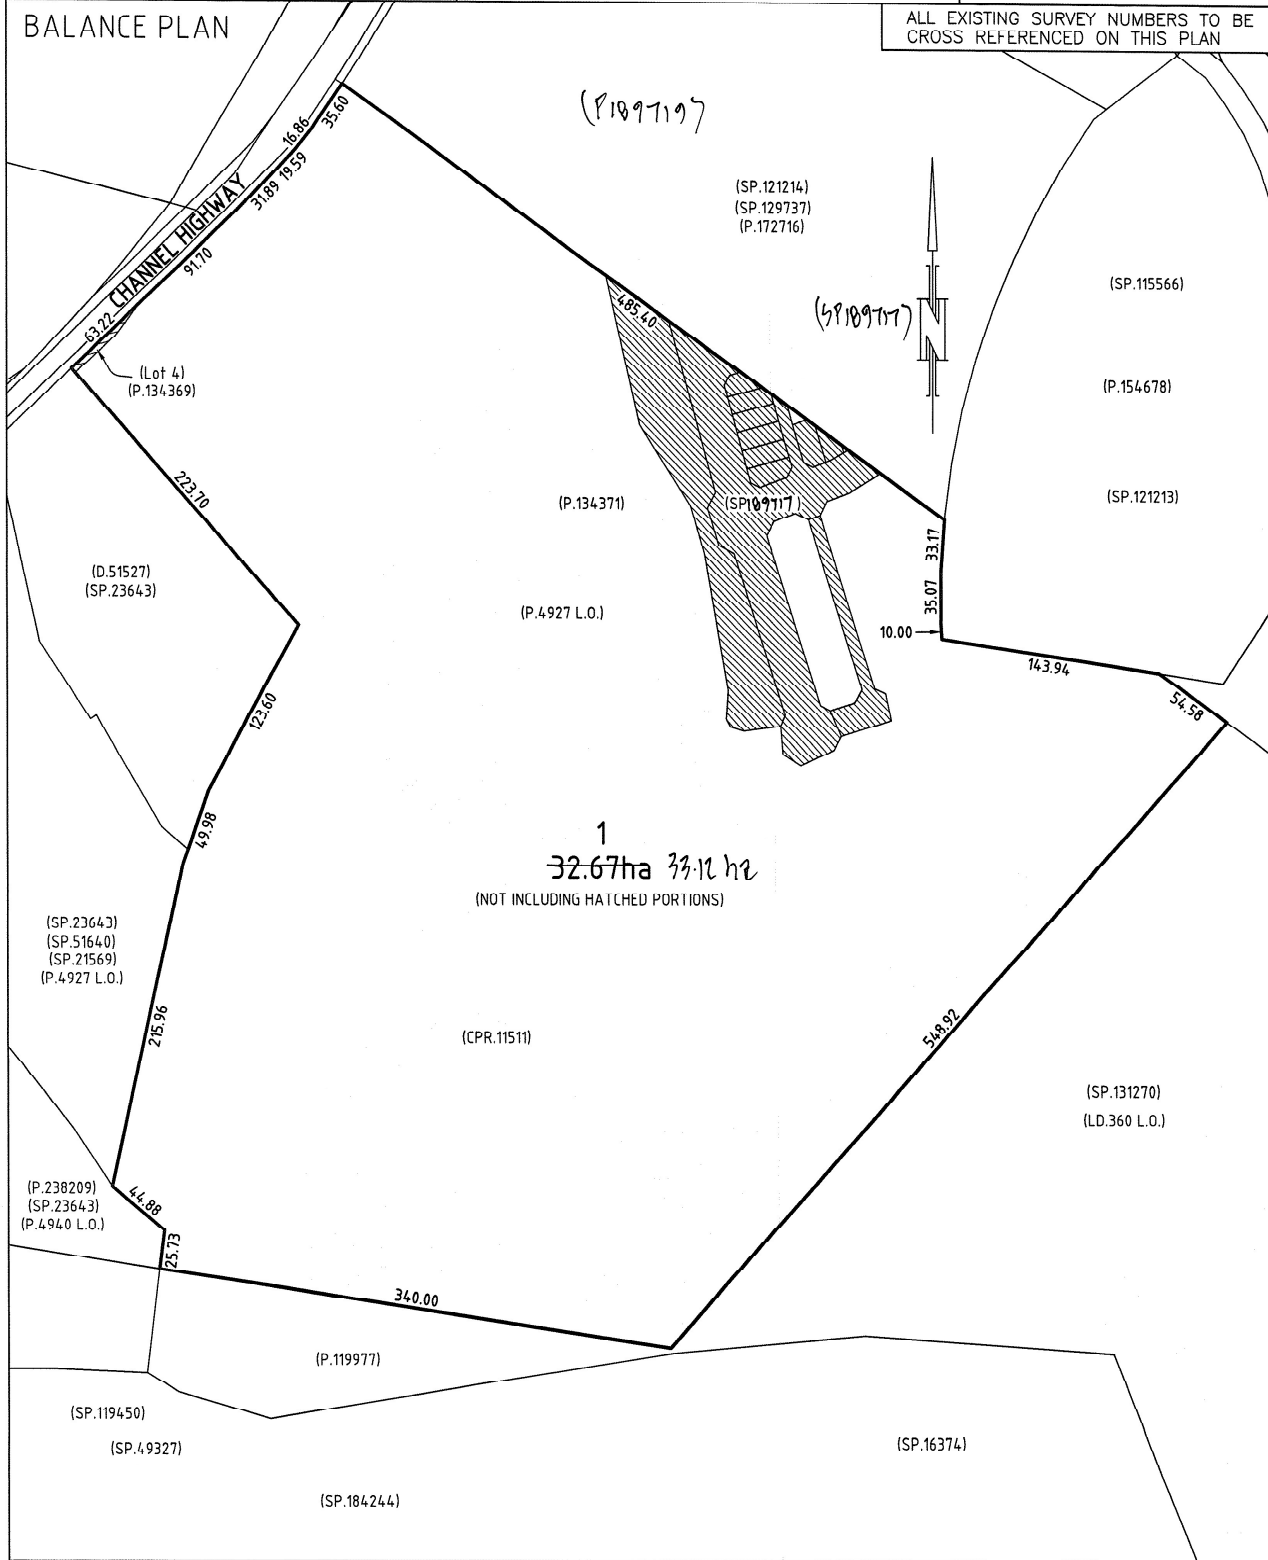 BALANCE PLAN
ALL EXISTING SURVEY NUMBERS TO BE
CROSS REFERENCED ON THIS PLAN
(P189719)
35.60
16.86
19.59
31.89
CHANNEL HIGHWAY
91.70
63.22
(SP.121214)
(SP.129737)
(P.172716)
(SP.115566)
485.40
(SP189717)
N
(Lot 4)
(P.134369)
(P.154678)
223.70
(P.134371)
(SP189717)
(SP.121213)
33.17
(D.51527)
(SP.23643)
(P.4927 L.O.)
35.07
10.00
143.94
54.58
123.60
49.98
1
32.67ha 33.12 ha
(NOT INCLUDING HATCHED PORTIONS)
(SP.23643)
(SP.51640)
(SP.21569)
(P.4927 L.O.)
215.96
(CPR.11511)
548.92
(SP.131270)
(LD.360 L.O.)
(P.238209)
(SP.23643)
(P.4940 L.O.)
44.88
25.73
340.00
(P.119977)
(SP.119450)
(SP.49327)
(SP.16374)
(SP.184244)